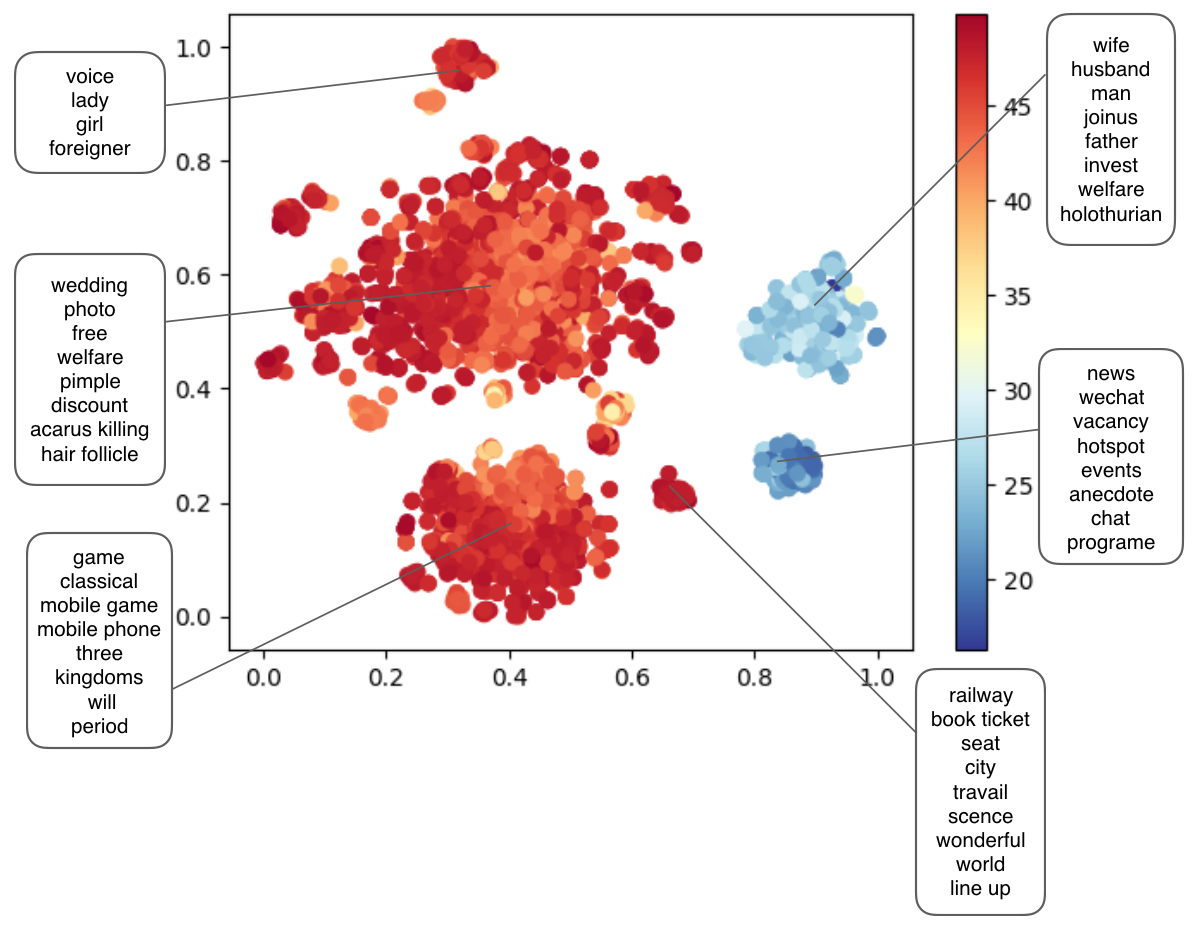 voice
lady
girl
foreigner
wedding
photo
free
welfare
pimple
discount
acarus killing
hair follicle
game
classical
mobile game
mobile phone
three
kingdoms
will
period
1.0
0.8
0.6
0.4
0.2
0.0
0.0 0.2 0.4 0.6 0.8 1.0
45
40
35
30
25
20
wife
husband
man
joinus
father
invest
welfare
holothurian
news
wechat
vacancy
hotspot
events
anecdote
chat
programe
railway
book ticket
seat
city
travail
scence
wonderful
world
line up